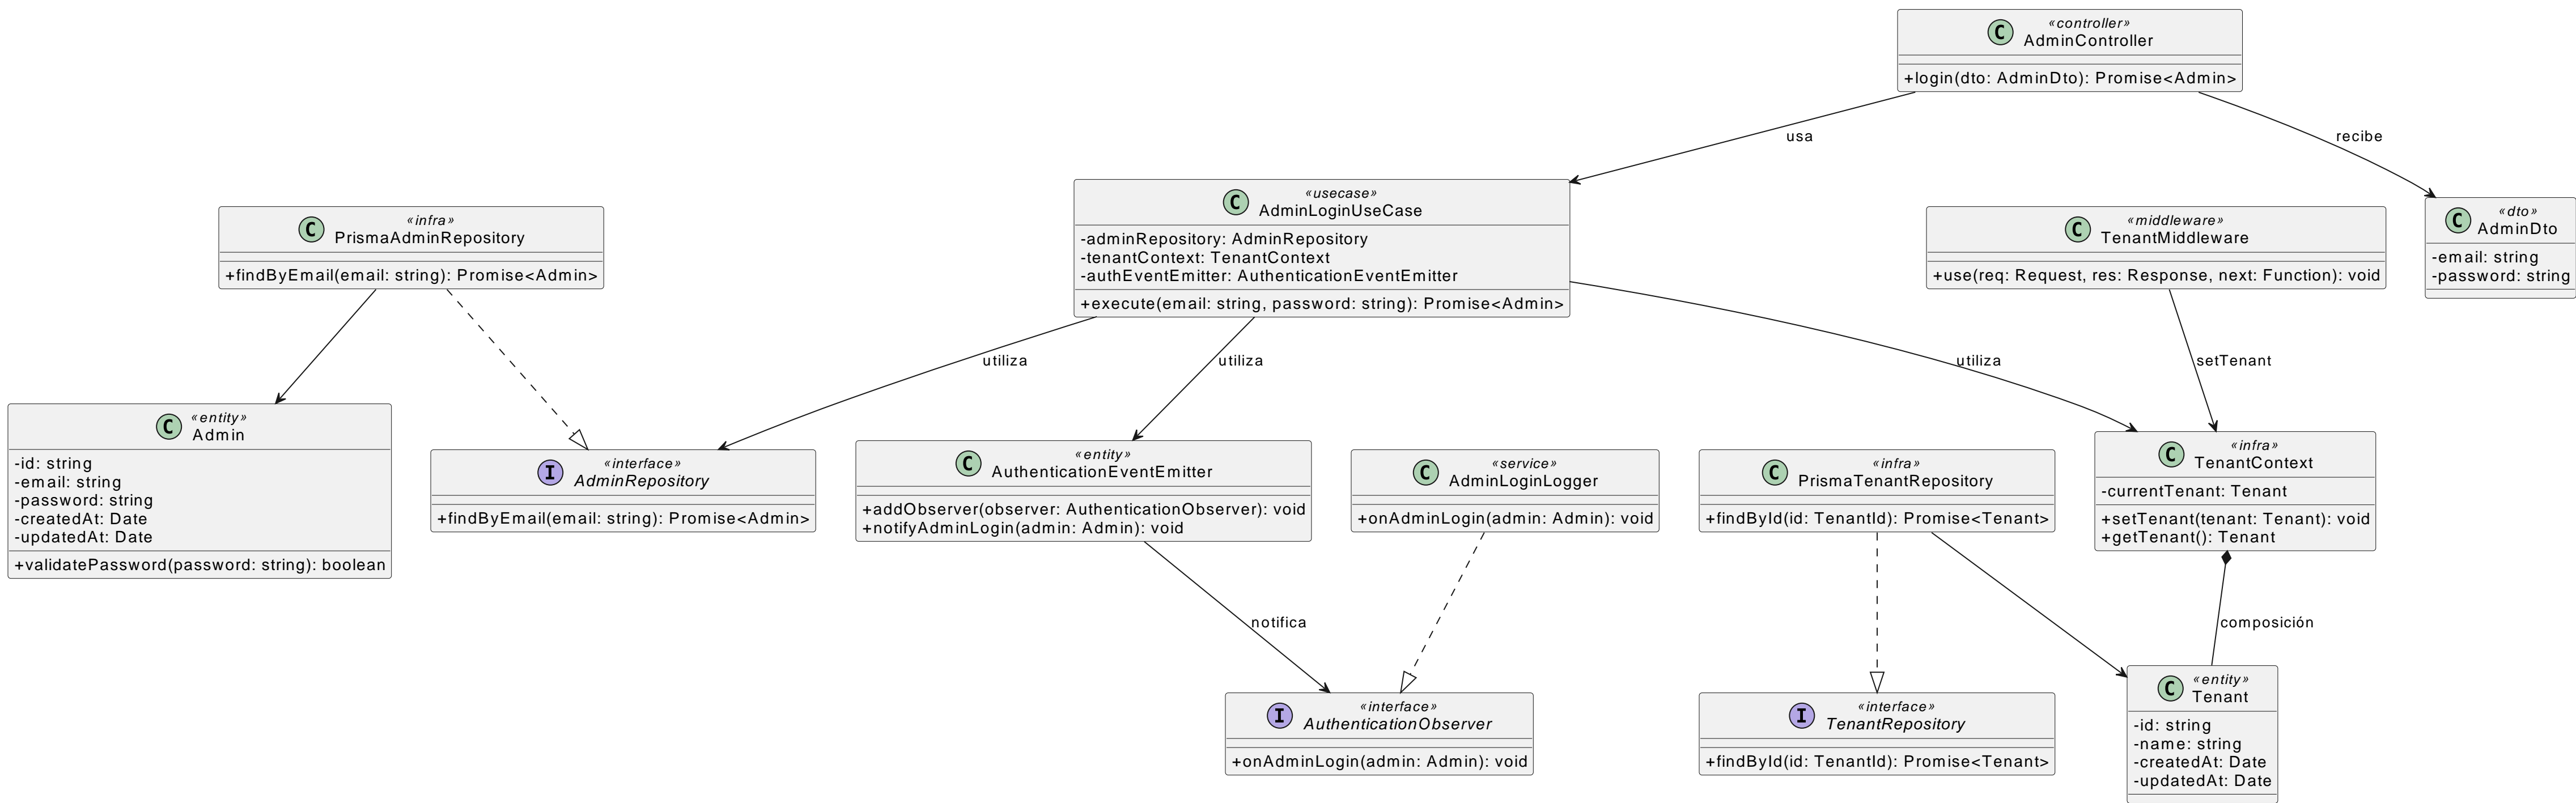 «controller»
C AdminController
+login(dto: AdminDto): Promise<Admin>
usa
recibe
«usecase»
C AdminLoginUseCase
-adminRepository: AdminRepository
-tenantContext: TenantContext
-authEventEmitter: AuthenticationEventEmitter
+execute(email: string, password: string): Promise<Admin>
«infra»
C PrismaAdminRepository
+findByEmail(email: string): Promise<Admin>
«middleware»
C TenantMiddleware
+use(req: Request, res: Response, next: Function): void
«dto»
C AdminDto
-email: string
-password: string
utiliza
utiliza
utiliza
setTenant
«entity»
C Admin
-id: string
-email: string
-password: string
-createdAt: Date
-updatedAt: Date
+validatePassword(password: string): boolean
«interface»
I AdminRepository
+findByEmail(email: string): Promise<Admin>
«entity»
C AuthenticationEventEmitter
+addObserver(observer: AuthenticationObserver): void
+notifyAdminLogin(admin: Admin): void
«service»
C AdminLoginLogger
+onAdminLogin(admin: Admin): void
«infra»
C PrismaTenantRepository
+findById(id: TenantId): Promise<Tenant>
«infra»
C TenantContext
-currentTenant: Tenant
+setTenant(tenant: Tenant): void
+getTenant(): Tenant
notifica
composición
«interface»
I AuthenticationObserver
+onAdminLogin(admin: Admin): void
«interface»
I TenantRepository
+findById(id: TenantId): Promise<Tenant>
«entity»
C Tenant
-id: string
-name: string
-createdAt: Date
-updatedAt: Date